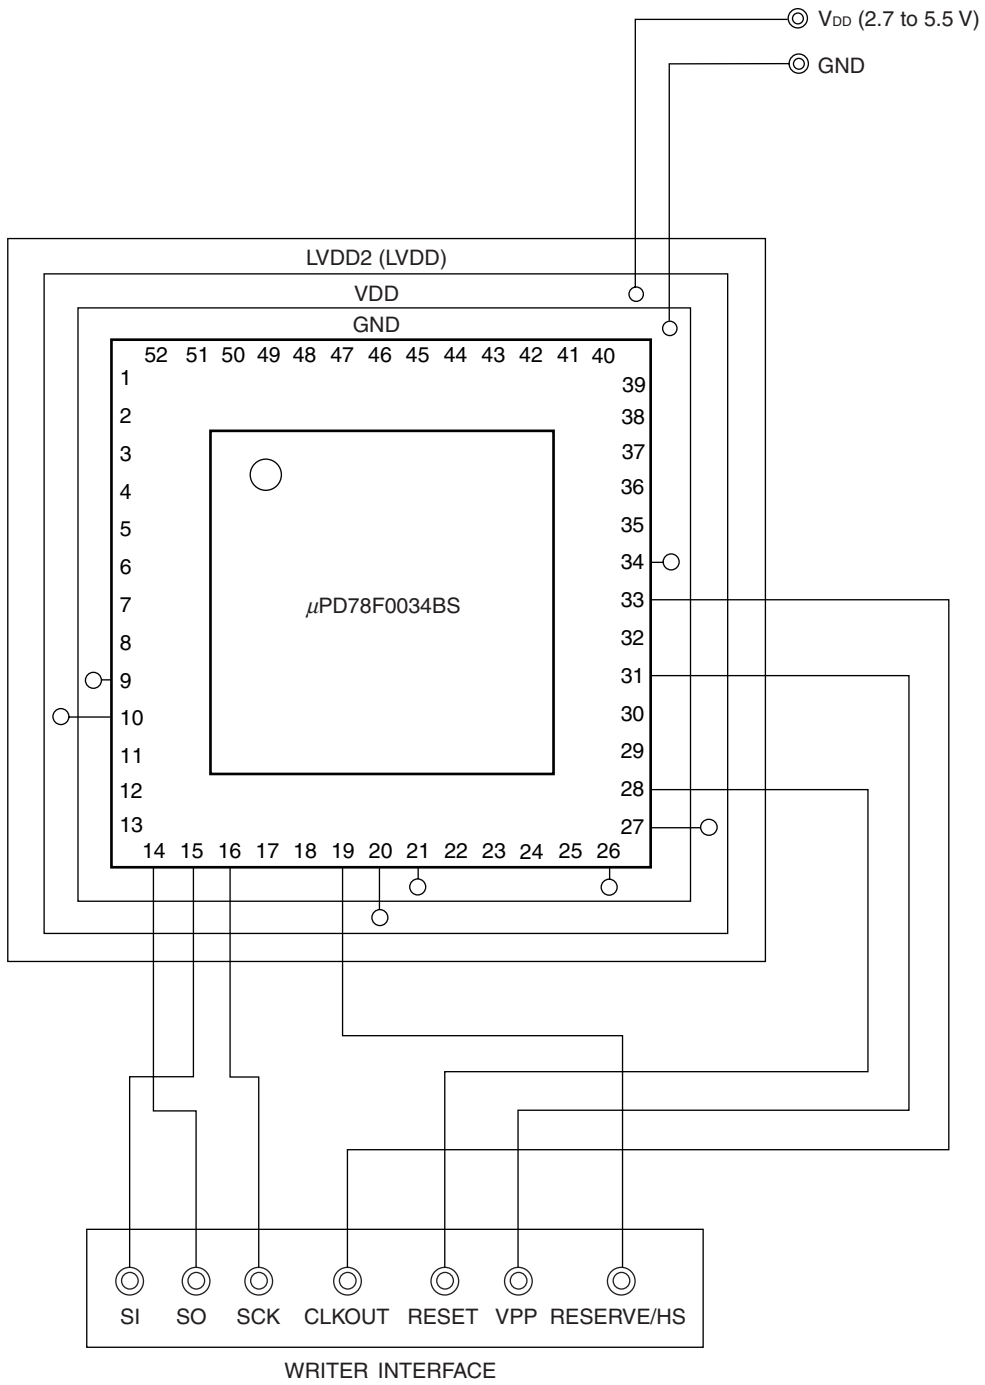 VDD (2.7 to 5.5 V)
GND
LVDD2 (LVDD)
VDD
GND
52 51 50 49 48 47 46 45 44 43 42 41 40
1
2
3
4
5
6
7
8
9
10
11
12
13
39
38
37
36
35
34
33
32
31
30
29
28
27
µPD78F0034BS
14 15 16 17 18 19 20 21 22 23 24 25 26
SI SO SCK CLKOUT RESET VPP RESERVE/HS
WRITER INTERFACE